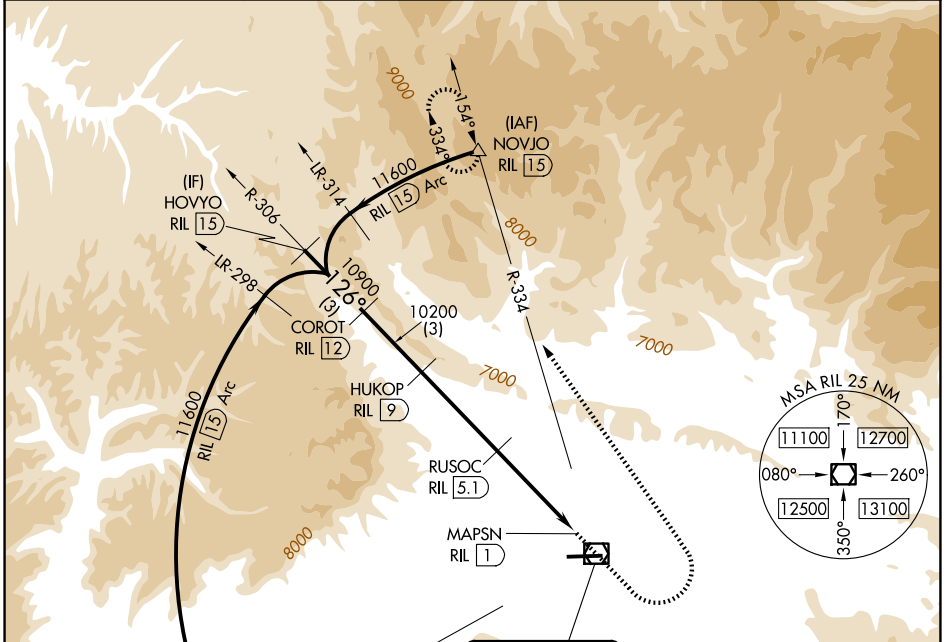 9000
154°
334°
(IAF)
NOVJO
RIL 15
11600
RIL 15 Arc
LR-314
(IF)
HOVYO
RIL 15
R-306
LR-298
8000
R-334
10900
126°
(3)
COROT
RIL 12
10200
(3)
7000
7000
HUKOP
RIL 9
11600
RIL 15 Arc
MSA RIL 25 NM
170°
11100
12700
080°
260°
12500
13100
350°
RUSOC
RIL 5.1
8000
MAPSN
RIL 1